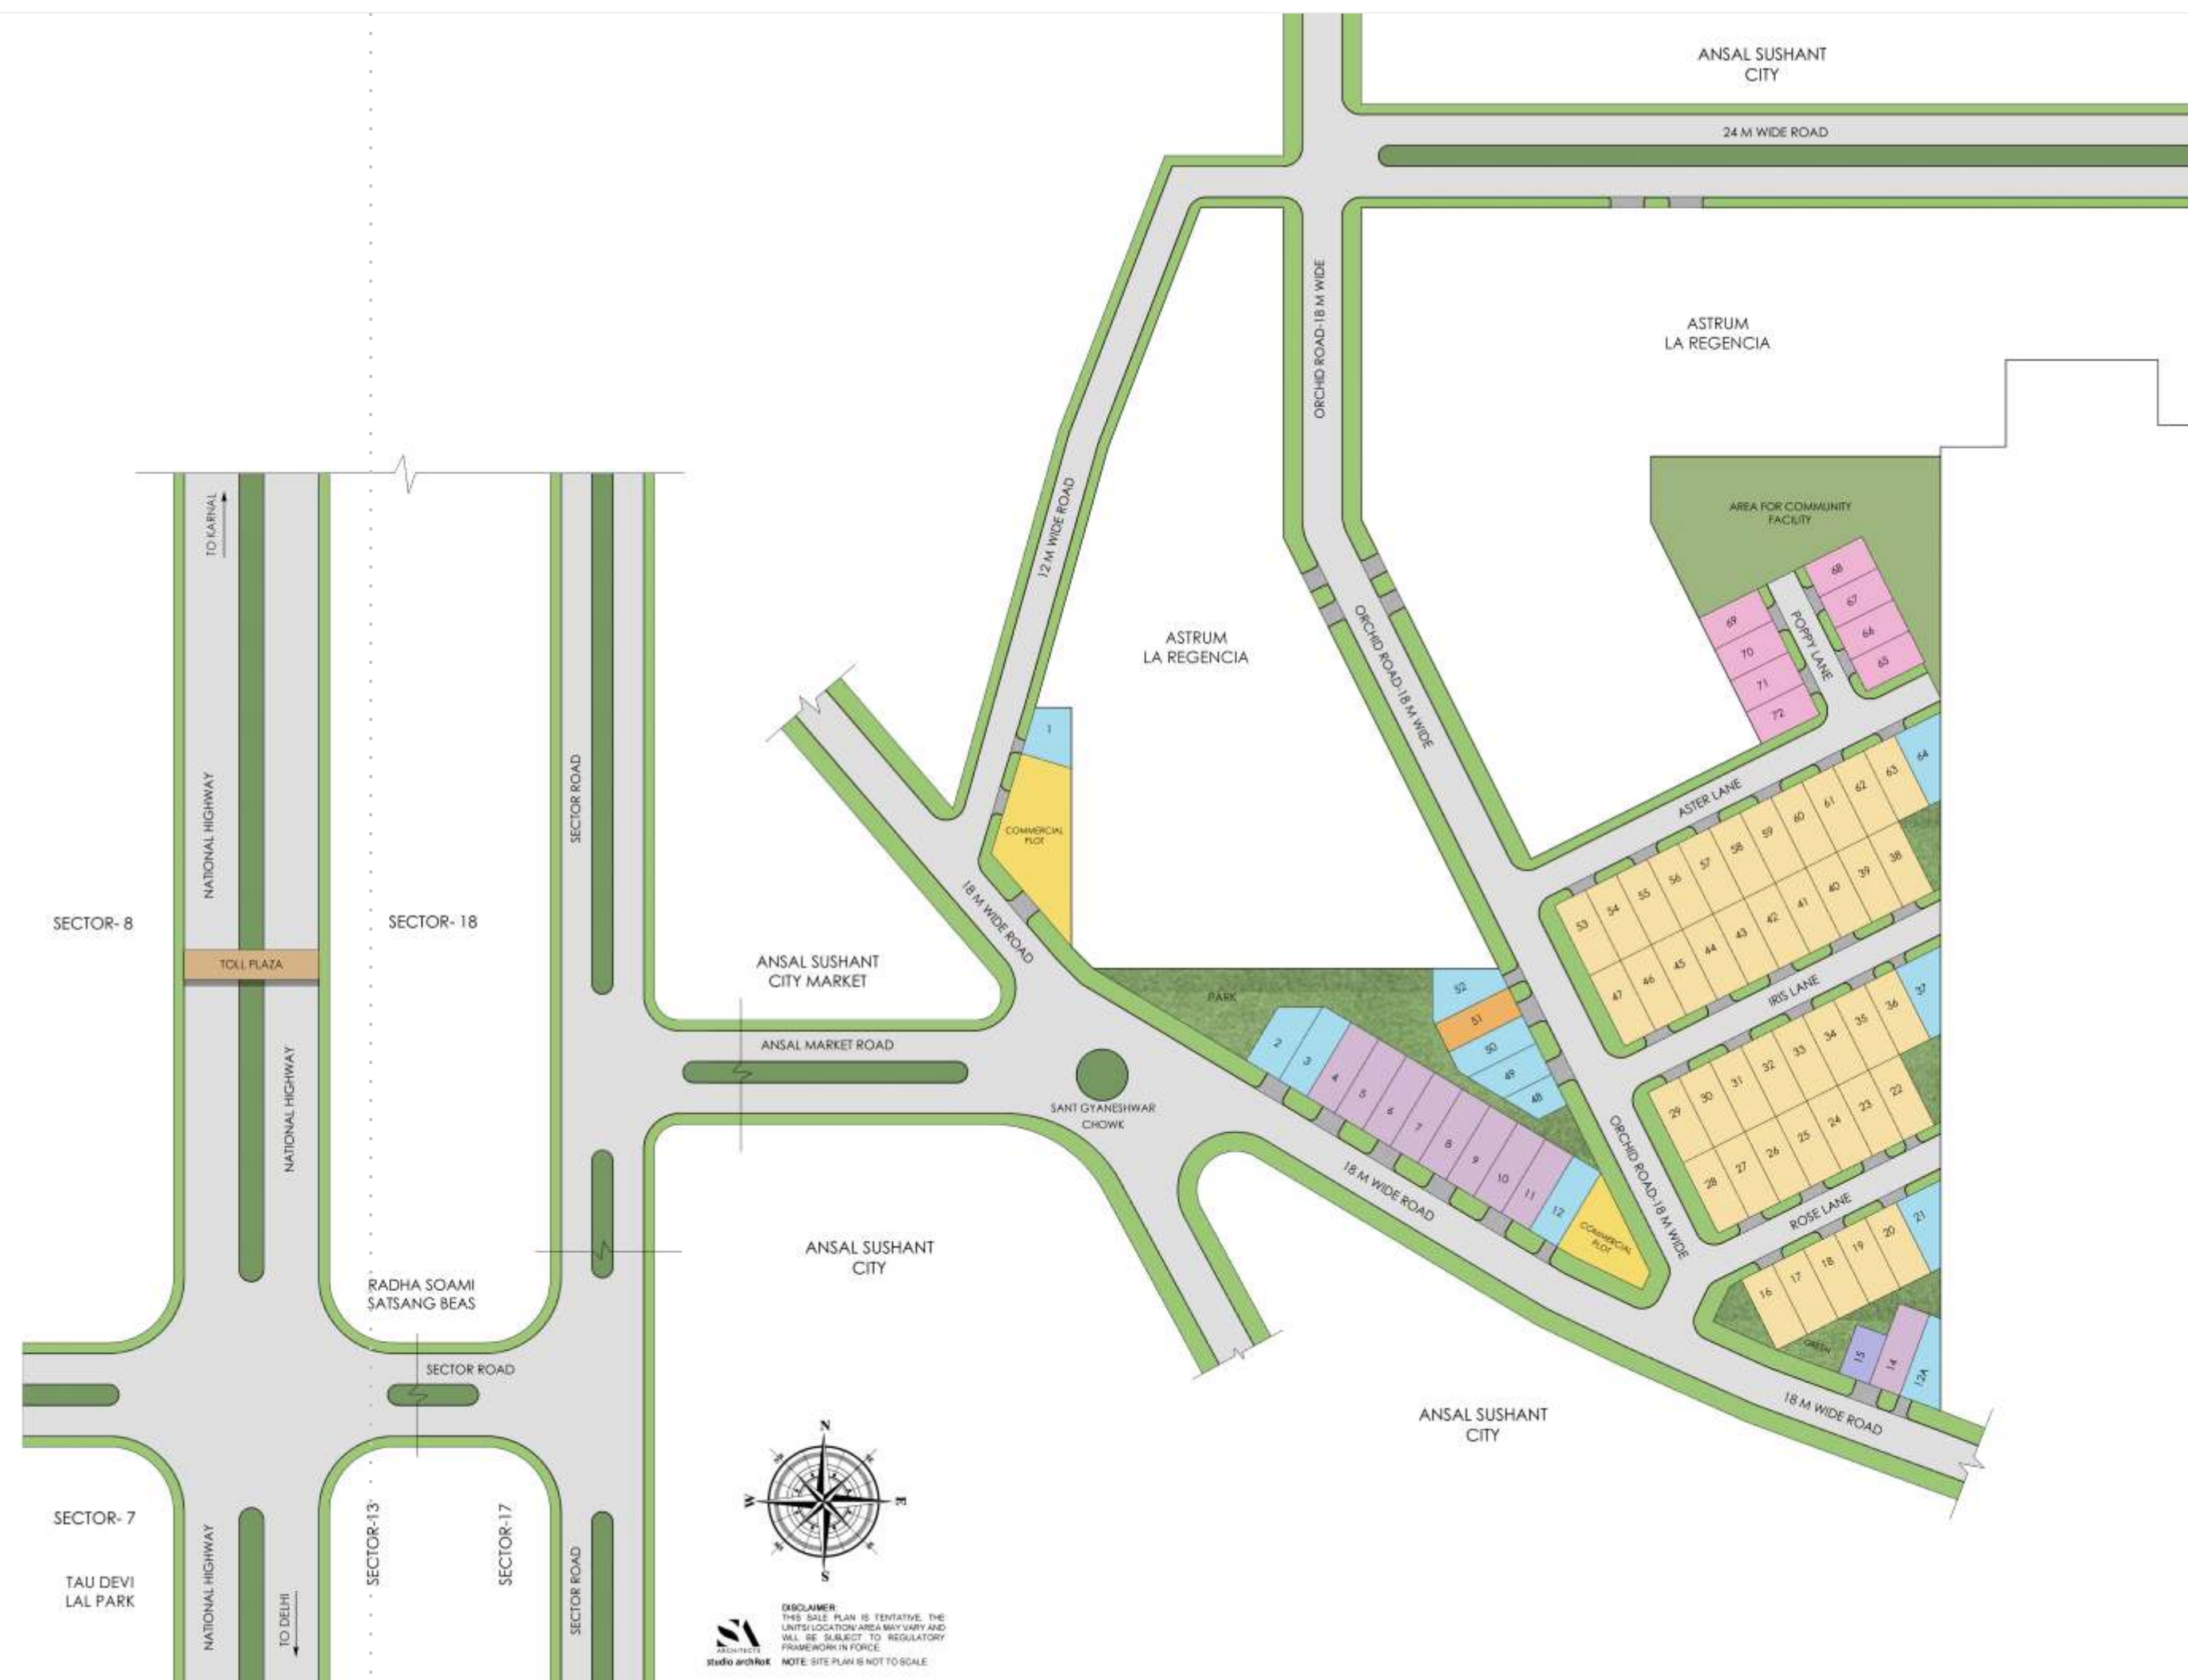 ANSAL SUSHANT
CITY
24 M WIDE ROAD
ORCHID ROAD-18 M WIDE
ASTRUM
LA REGENCIA
AREA FOR COMMUNITY
FACILITY
TO KARNAL
12 M WIDE ROAD
68
67
66
65
69
70
71
72
POPPY LANE
ASTRUM
LA REGENCIA
ORCHID ROAD-18 M WIDE
1
COMMERCIAL
PLOT
NATIONAL HIGHWAY
SECTOR ROAD
ASTER LANE
64
63
62
61
60
59
58
57
56
55
54
53
38
39
40
41
42
43
44
45
46
47
SECTOR- 8
SECTOR- 18
TOLL PLAZA
18 M WIDE ROAD
ANSAL SUSHANT
CITY MARKET
PARK
52
51
50
49
48
IRIS LANE
37
36
35
34
33
32
31
30
29
22
23
24
25
26
27
28
ANSAL MARKET ROAD
NATIONAL HIGHWAY
SANT GYANESHWAR
CHOWK
2
3
4
5
6
7
8
9
10
11
12
COMMERCIAL
PLOT
18 M WIDE ROAD
ORCHID ROAD-18 M WIDE
ROSE LANE
21
20
19
18
17
16
GREEN
15
14
12A
18 M WIDE ROAD
ANSAL SUSHANT
CITY
RADHA SOAMI
SATSANG BEAS
SECTOR ROAD
ANSAL SUSHANT
CITY
N
NE
E
SE
S
SW
W
NW
SECTOR- 7
TAU DEVI
LAL PARK
NATIONAL HIGHWAY
TO DELHI
SECTOR-13
SECTOR-17
SECTOR ROAD
SA
ARCHITECTS
studio archRoK
DISCLAIMER:
THIS SALE PLAN IS TENTATIVE, THE
UNITS/ LOCATION/ AREA MAY VARY AND
WILL BE SUBJECT TO REGULATORY
FRAMEWORK IN FORCE
NOTE: SITE PLAN IS NOT TO SCALE